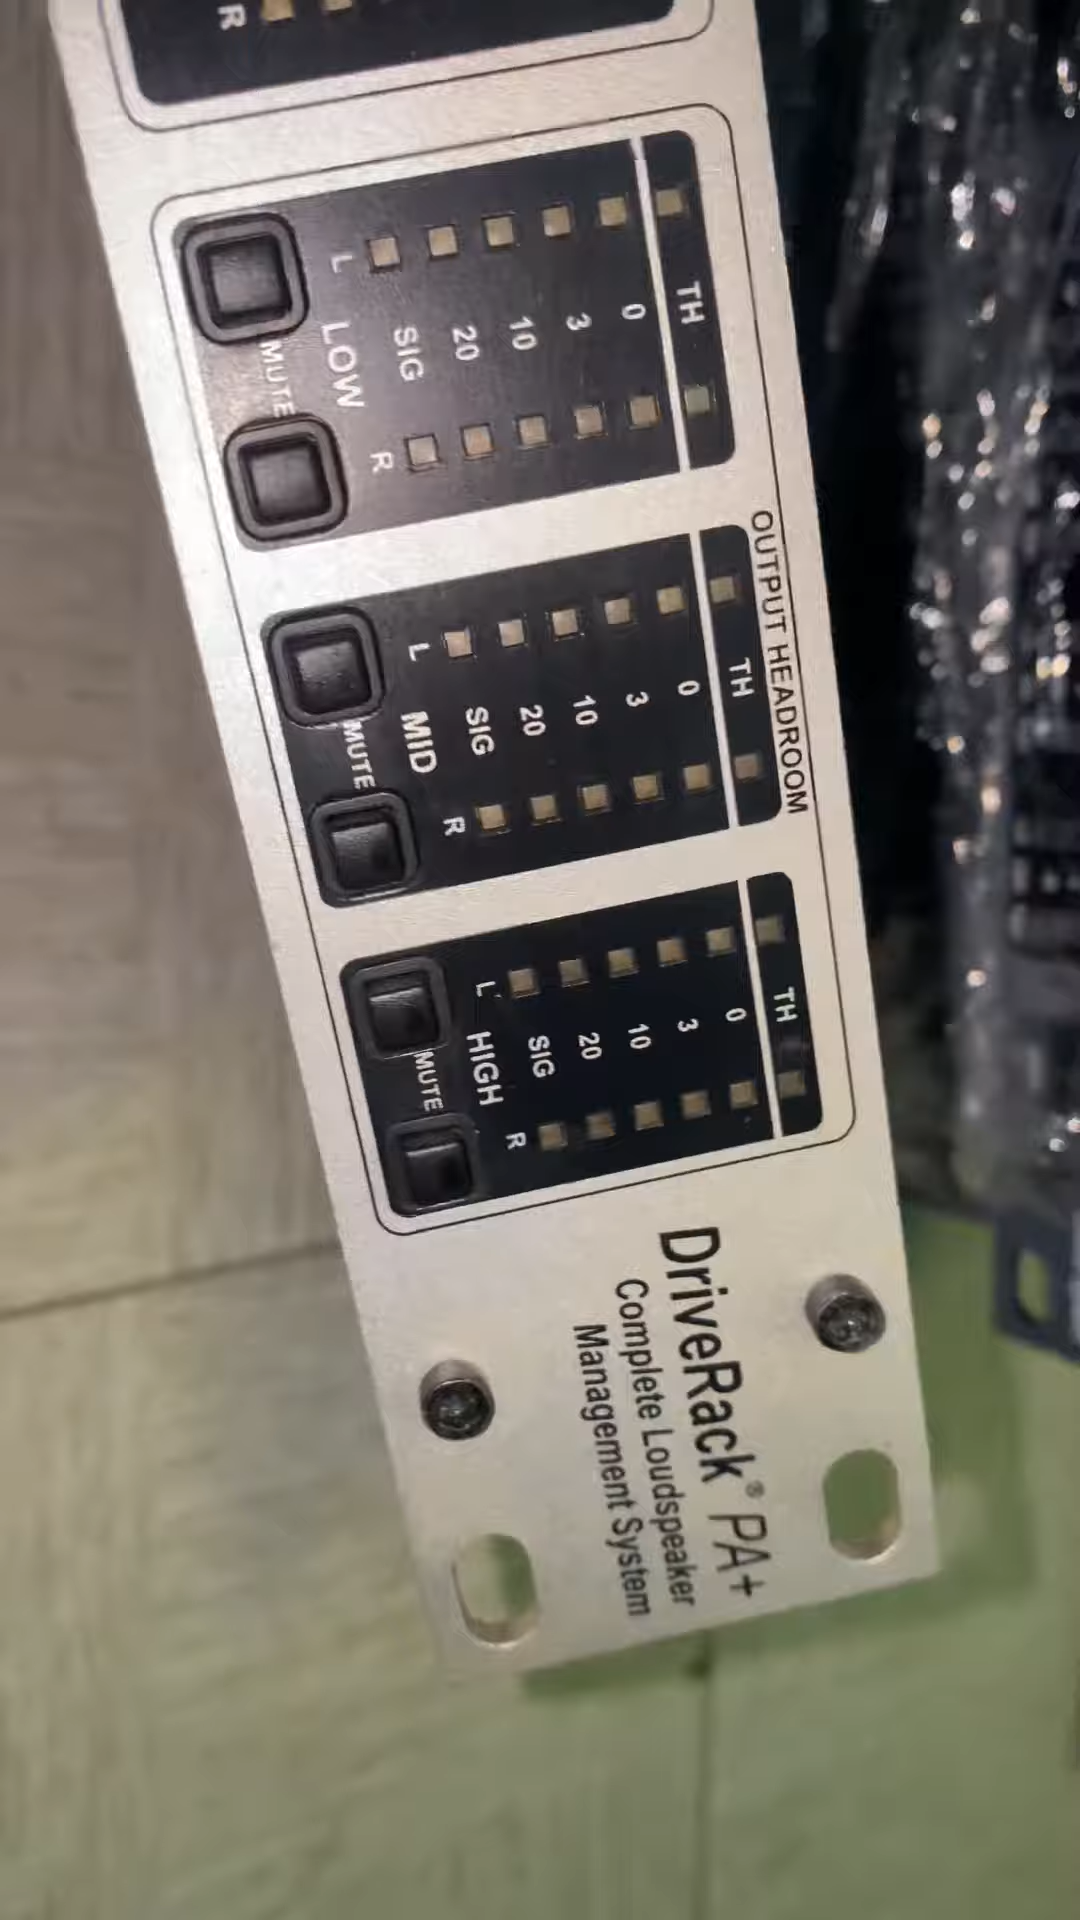 R
OUTPUT HEADROOM
L
SIG
20
10
3
0
TH
LOW
MUTE
R
L
SIG
20
10
3
0
TH
MID
MUTE
R
L
SIG
20
10
3
0
TH
HIGH
MUTE
R
DriveRack® PA+
Complete Loudspeaker
Management System